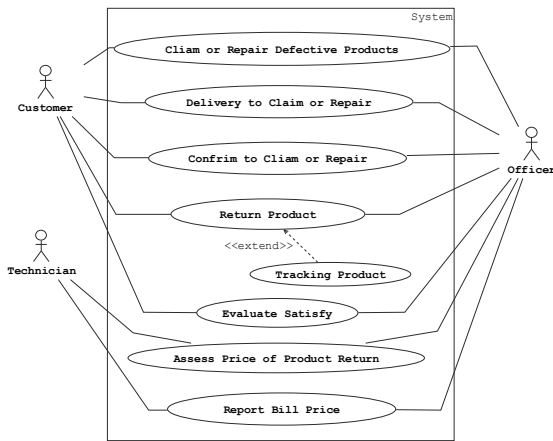 System
Cliam or Repair Defective Products
Customer
Delivery to Claim or Repair
Confrim to Cliam or Repair
Officer
Return Product
<<extend>>
Technician
Tracking Product
Evaluate Satisfy
Assess Price of Product Return
Report Bill Price